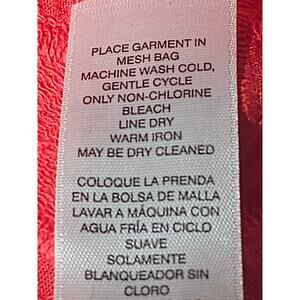 PLACE GARMENT IN
MESH BAG
MACHINE WASH COLD,
GENTLE CYCLE
ONLY NON-CHLORINE
BLEACH
LINE DRY
WARM IRON
MAY BE DRY CLEANED
COLOQUE LA PRENDA
EN LA BOLSA DE MALLA
LAVAR A MÁQUINA CON
AGUA FRÍA EN CICLO
SUAVE
SOLAMENTE
BLANQUEADOR SIN
CLORO